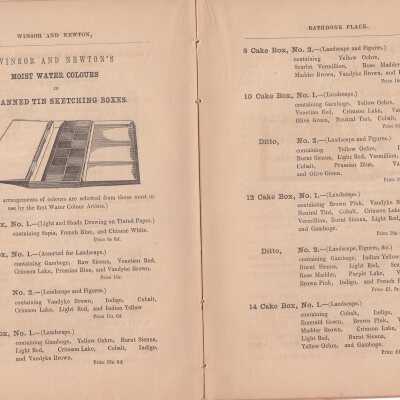 WINSOR AND NEWTON,
WINSOR AND NEWTON'S
MOIST WATER COLOURS
IN
JAPANNED TIN SKETCHING BOXES.
arrangements of colours are selected from those most in
use by the first Water Colour Artists.)
Box, No. 1.—(Light and Shade Drawing on Tinted Paper.)
containing Sepia, French Blue, and Chinese White.
Box, No. 1.—(Assorted for Landscape.)
containing Gamboge, Raw Sienna, Venetian Red,
Crimson Lake, Prussian Blue, and Vandyke Brown.
No. 2.—(Landscape and Figures.)
containing Vandyke Brown, Indigo, Cobalt,
Crimson Lake, Light Red, and Indian Yellow
Box, No. 1.—(Landscape.)
containing Gamboge, Yellow Ochre, Burnt Sienna,
Light Red, Crimson Lake, Cobalt, Indigo,
and Vandyke Brown.
RATHBONE PLACE.
8 Cake Box, No. 2.—(Landscape and Figures.)
containing Yellow Ochre,
Scarlet Vermilion, Rose Madder
Madder Brown, Vandyke Brown, and
10 Cake Box, No. 1.—(Landscape.)
containing Gamboge, Yellow Ochre,
Venetian Red, Crimson Lake,
Olive Green, Neutral Tint, Cobalt
Ditto, No. 2.—(Landscape and Figures.)
containing Yellow Ochre,
Burnt Sienna, Light Red, Vermilion,
Cobalt, Prussian Blue,
and Olive Green.
12 Cake Box, No. 1.—(Landscape.)
containing Brown Pink, Vandyke
Neutral Tint, Cobalt, Crimson Lake,
Vermilion, Burnt Sienna, Light Red,
and Gamboge.
Ditto, No. 2.—(Landscape, Figures, &c.)
containing Gamboge, Indian Yellow
Burnt Sienna, Light Red,
Rose Madder, Purple Lake,
Brown Pink, Indigo, and French
14 Cake Box, No. 1.—(Landscape.)
containing Cobalt, Indigo,
Emerald Green, Brown Pink,
Madder Brown, Crimson Lake,
Light Red, Burnt Sienna,
Yellow Ochre, and Gamboge.